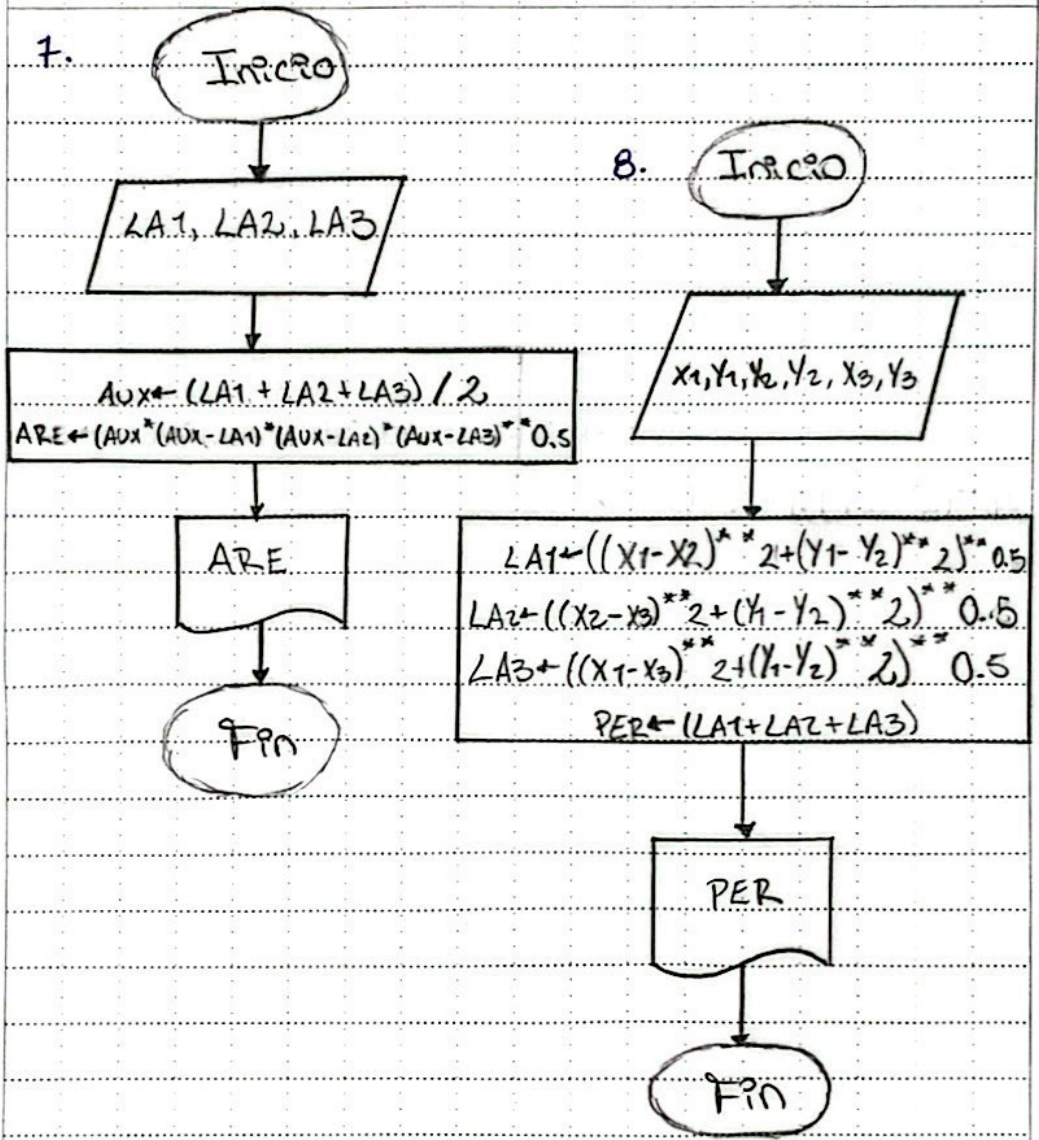 7.
Inicio
LA1, LA2, LA3
AUX← (LA1 + LA2 + LA3) / 2
ARE ← (AUX*(AUX-LA1)*(AUX-LA2)*(AUX-LA3)**0.5
ARE
Fin
8.
Inicio
X1, Y1, Y2, Y2, X3, Y3
LA1← ((X1-X2)**2+(Y1-Y2)**2)**0.5
LA2← ((X2-X3)**2+(Y1-Y2)**2)**0.5
LA3← ((X1-X3)**2+(Y1-Y2)**2)**0.5
PER← (LA1+LA2+LA3)
PER
Fin